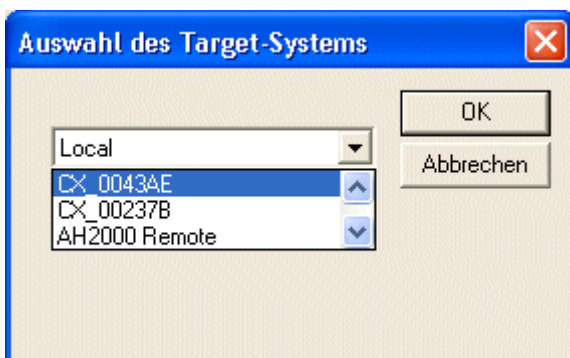 Auswahl des Target-Systems
OK
Local
Abbrechen
CX_0043AE
CX_00237B
AH2000 Remote